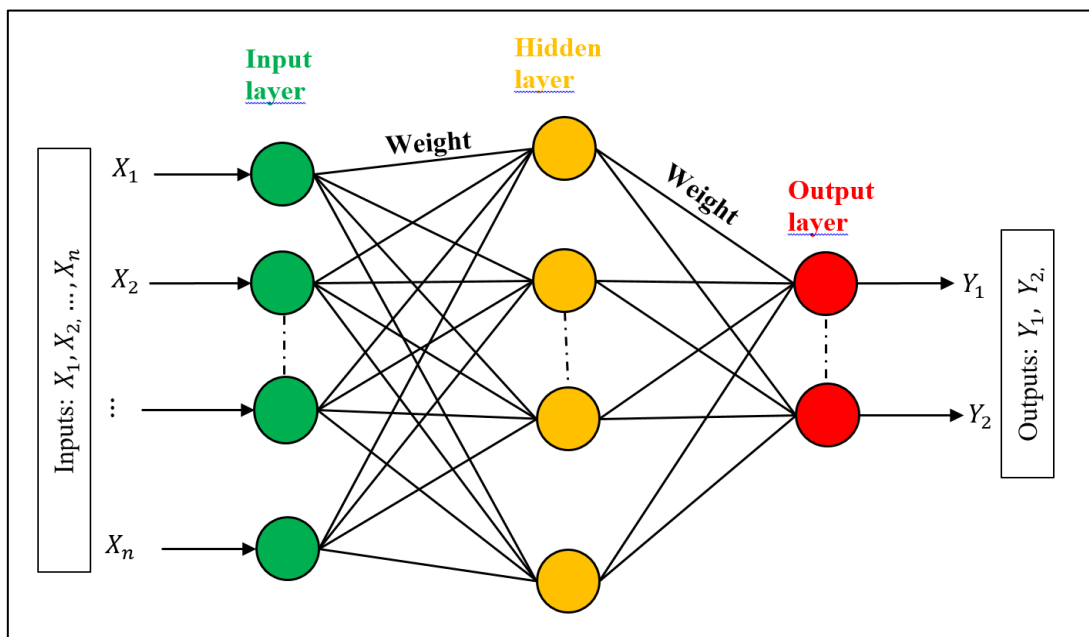 Input
layer
Hidden
layer
Weight
Weight
Output
layer
Inputs: X₁, X₂, …, Xₙ
X₁
X₂
⋮
Xₙ
Y₁
Y₂
Outputs: Y₁, Y₂,